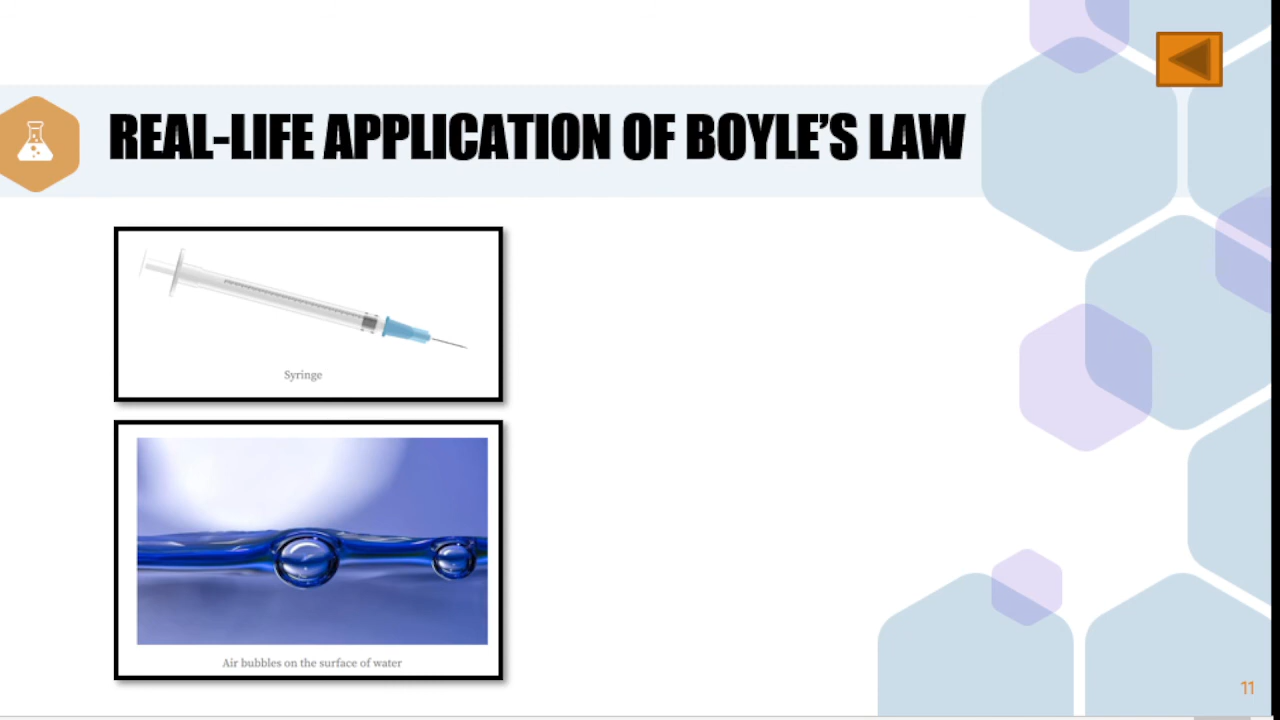 REAL-LIFE APPLICATION OF BOYLE’S LAW
Syringe
Air bubbles on the surface of water
11